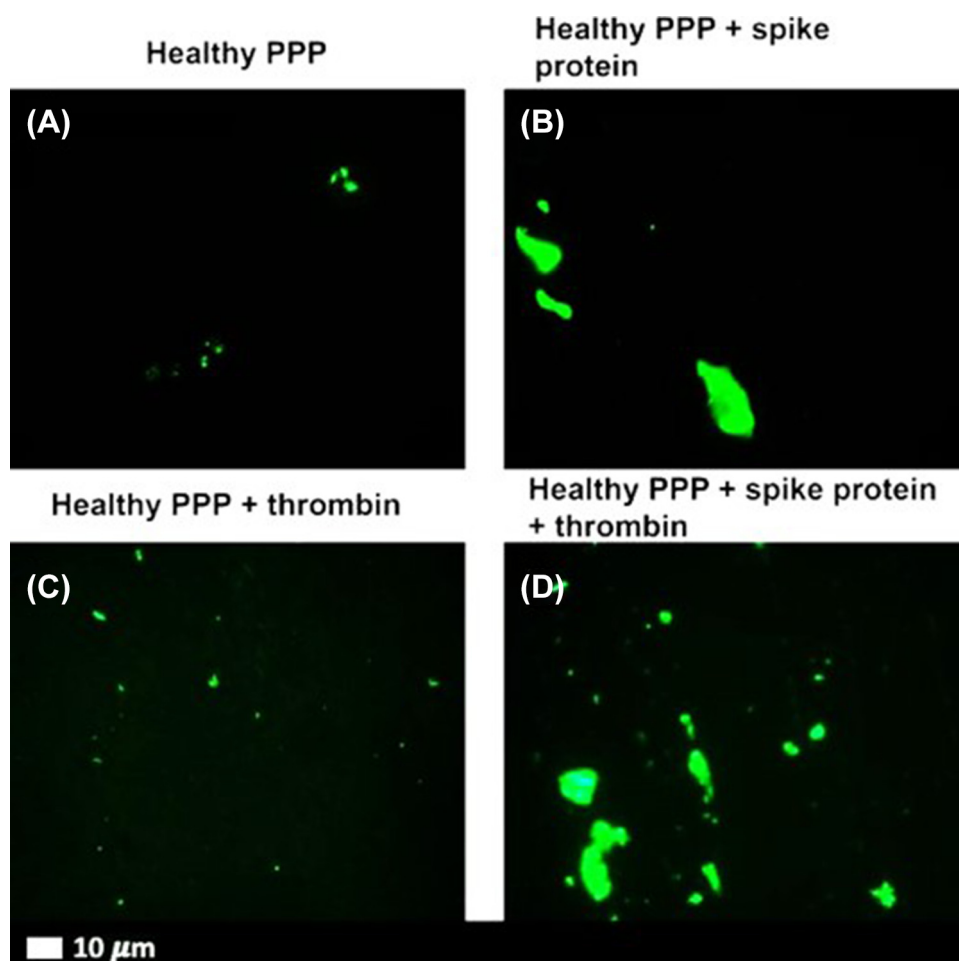 Healthy PPP
Healthy PPP + spike
protein
(A)
(B)
Healthy PPP + thrombin
Healthy PPP + spike protein
+ thrombin
(C)
(D)
10 μm